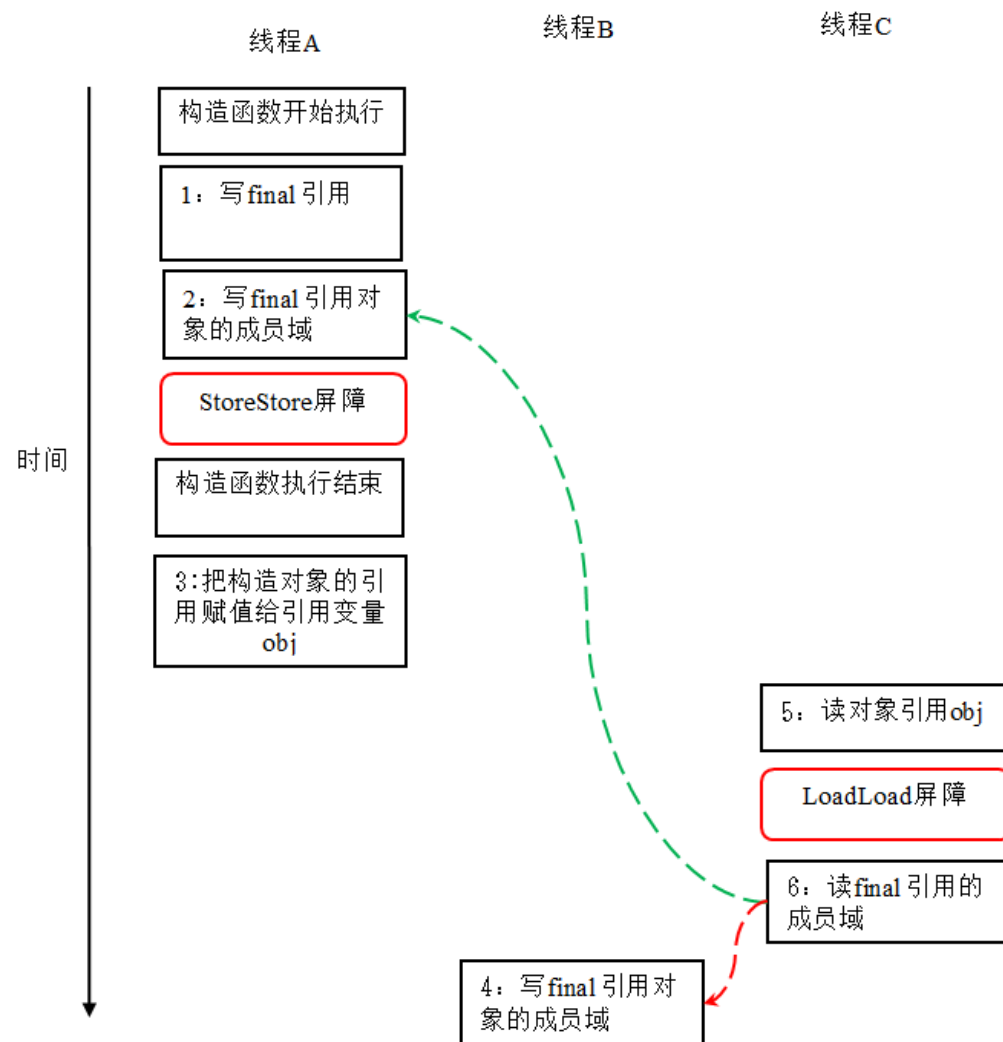 线程A
线程B
线程C
构造函数开始执行
1：写final 引用
2：写final 引用对
象的成员域
StoreStore屏障
时间
构造函数执行结束
3:把构造对象的引
用赋值给引用变量
obj
5：读对象引用obj
LoadLoad屏障
6：读final 引用的
成员域
4：写final 引用对
象的成员域